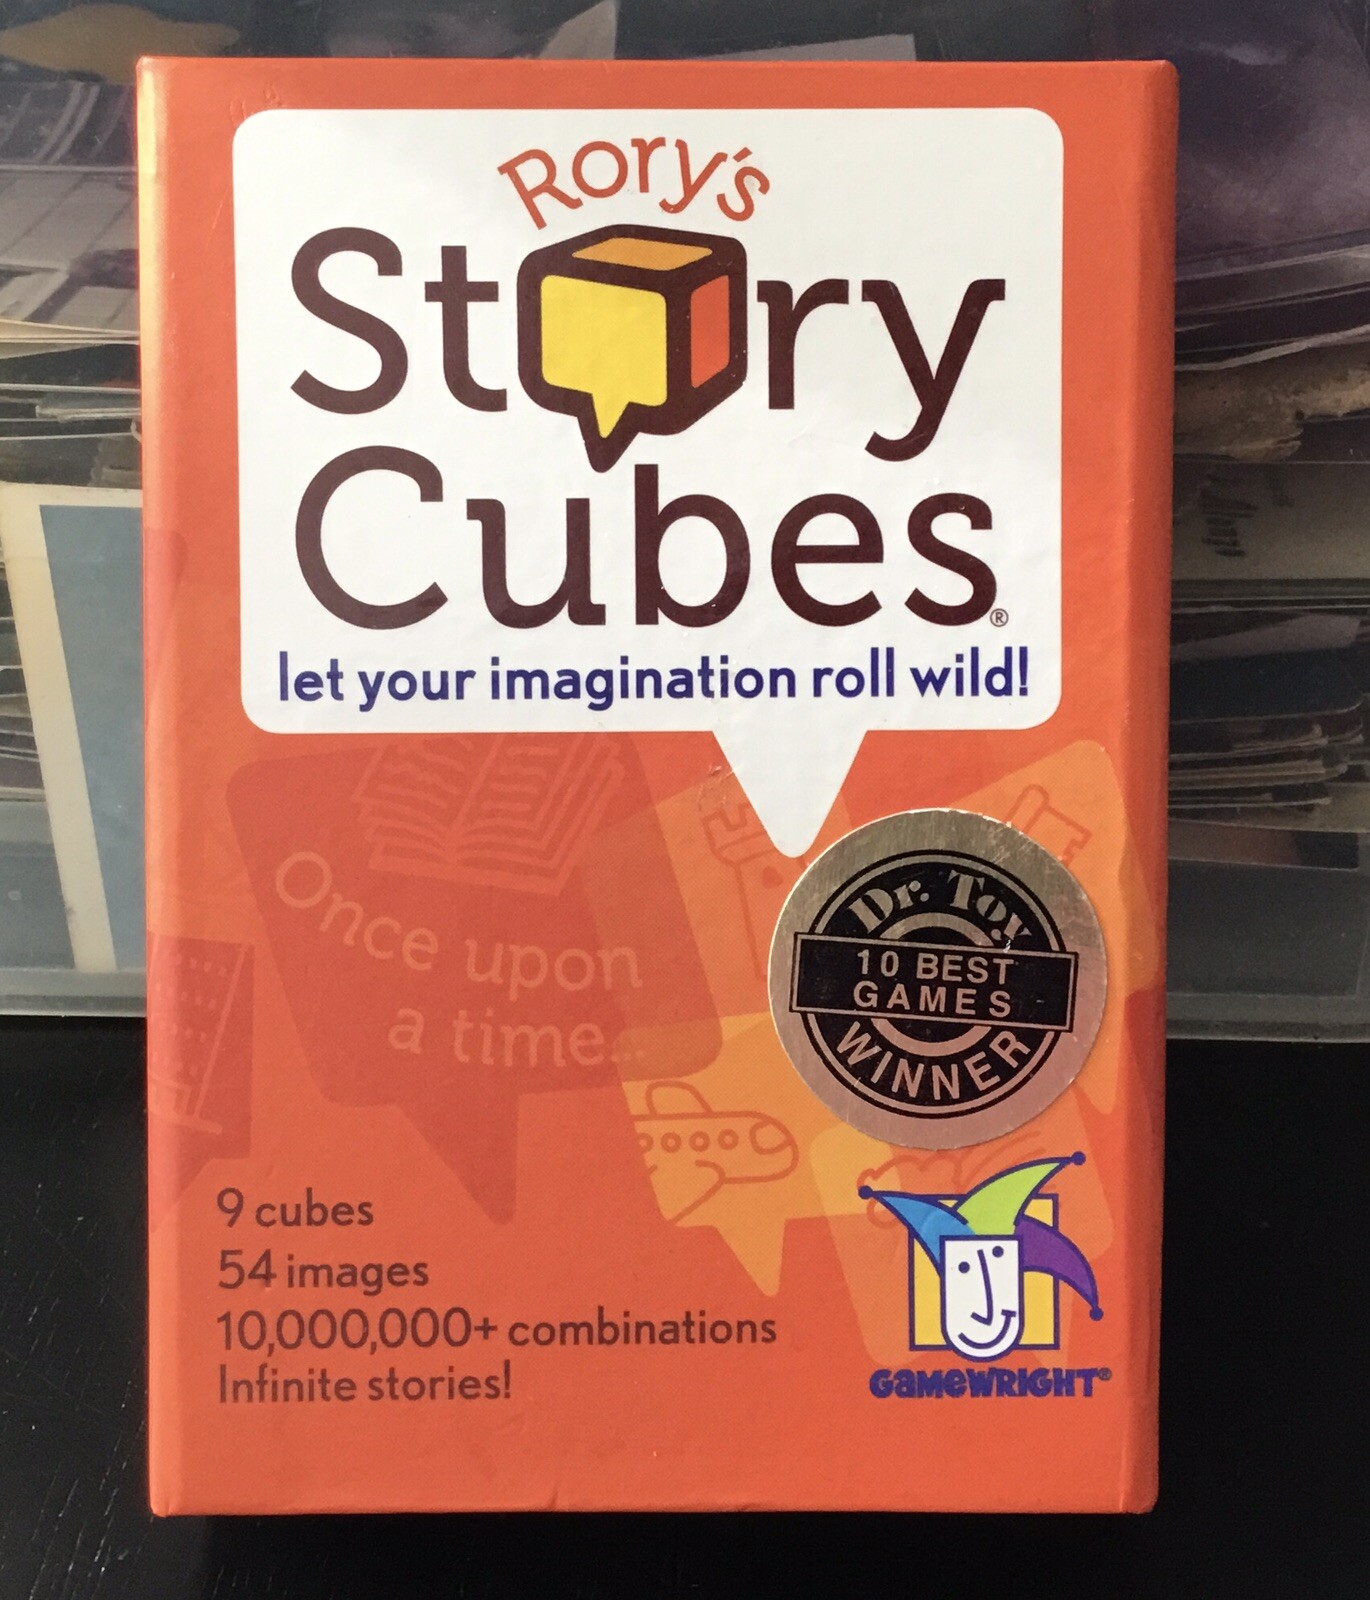 Rory's
Story
Cubes®
let your imagination roll wild!
Once upon
a time...
Dr. Toy
10 BEST
GAMES
WINNER
9 cubes
54 images
10,000,000+ combinations
Infinite stories!
GAMEWRIGHT®